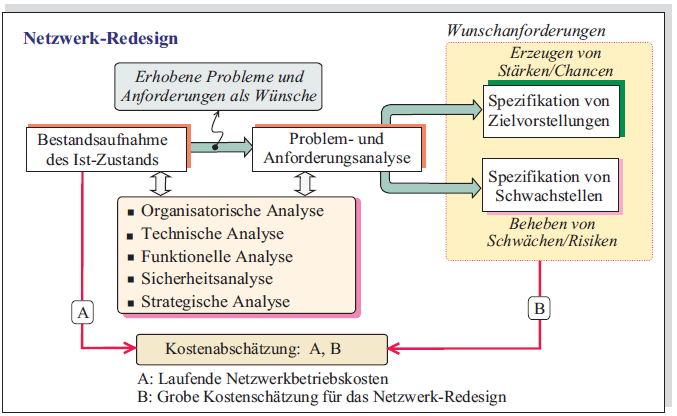 Netzwerk-Redesign
Wunschanforderungen
Erhobene Probleme und
Anforderungen als Wünsche
Erzeugen von
Stärken/Chancen
Bestandsaufnahme
des Ist-Zustands
Problem- und
Anforderungsanalyse
Spezifikation von
Zielvorstellungen
Spezifikation von
Schwachstellen
Beheben von
Schwächen/Risiken
▪ Organisatorische Analyse
▪ Technische Analyse
▪ Funktionelle Analyse
▪ Sicherheitsanalyse
▪ Strategische Analyse
A
B
Kostenabschätzung: A, B
A: Laufende Netzwerkbetriebskosten
B: Grobe Kostenschätzung für das Netzwerk-Redesign